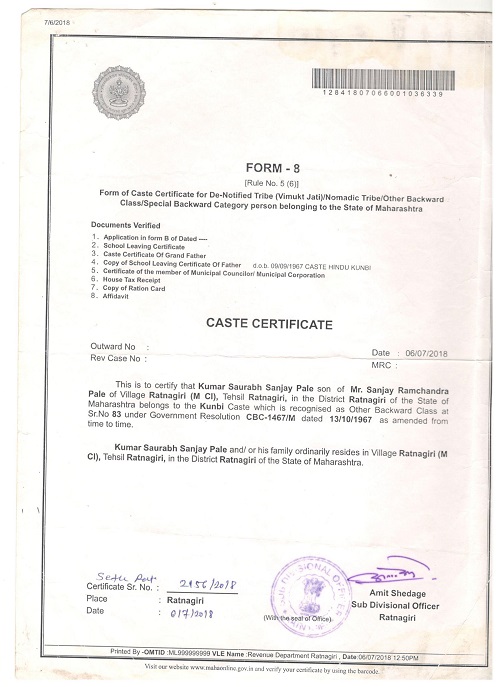 7/6/2018
12841807066001036339
FORM - 8
[Rule No. 5 (6)]
Form of Caste Certificate for De-Notified Tribe (Vimukt Jati)/Nomadic Tribe/Other Backward
Class/Special Backward Category person belonging to the State of Maharashtra
Documents Verified
1. Application in form B of Dated ----
2. School Leaving Certificate
3. Caste Certificate Of Grand Father
4. Copy of School Leaving Certificate Of Father d.o.b. 09/09/1967 CASTE HINDU KUNBI
5. Certificate of the member of Municipal Councilor/ Municipal Corporation
6. House Tax Receipt
7. Copy of Ration Card
8. Affidavit
CASTE CERTIFICATE
Outward No :
Rev Case No :
Date : 06/07/2018
MRC :
This is to certify that Kumar Saurabh Sanjay Pale son of Mr. Sanjay Ramchandra
Pale of Village Ratnagiri (M CI), Tehsil Ratnagiri, in the District Ratnagiri of the State of
Maharashtra belongs to the Kunbi Caste which is recognised as Other Backward Class at
Sr.No 83 under Government Resolution CBC-1467/M dated 13/10/1967 as amended from
time to time.
Kumar Saurabh Sanjay Pale and/ or his family ordinarily resides in Village Ratnagiri (M
CI), Tehsil Ratnagiri, in the District Ratnagiri of the State of Maharashtra.
Certificate Sr. No. : 2156/2018
Place : Ratnagiri
Date :
(With the seal of Office).
Amit Shedage
Sub Divisional Officer
Ratnagiri
Printed By -OMTID :ML999999999 VLE Name :Revenue Department Ratnagiri , Date:06/07/2018 12:50PM
Visit our website www.mahaonline.gov.in and verify your certificate by using the barcode.